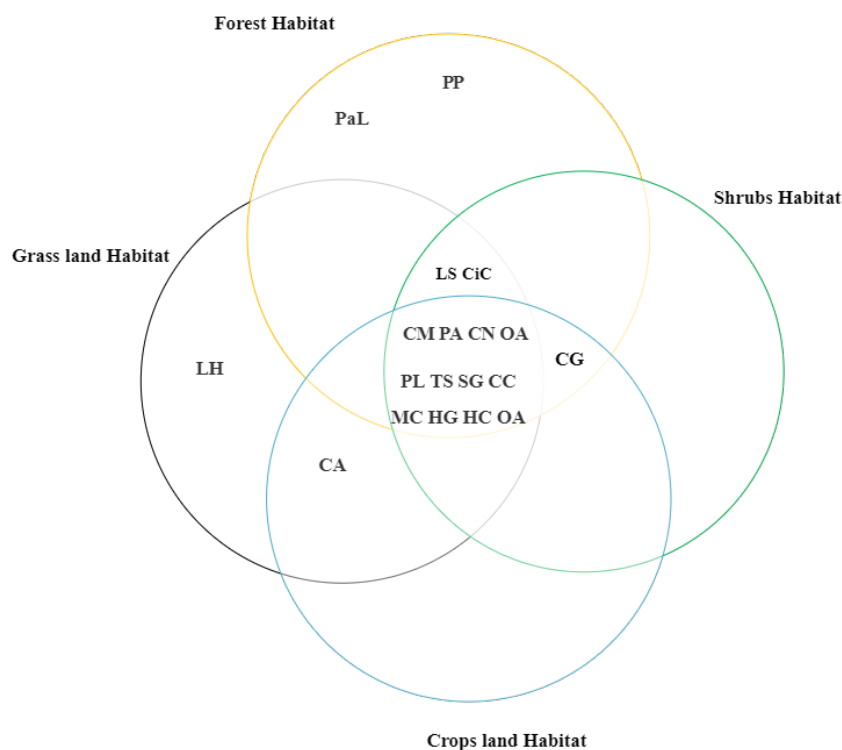 Forest Habitat
PP
PaL
Shrubs Habitat
Grass land Habitat
LS CiC
CM PA CN OA
CG
LH
PL TS SG CC
MC HG HC OA
CA
Crops land Habitat